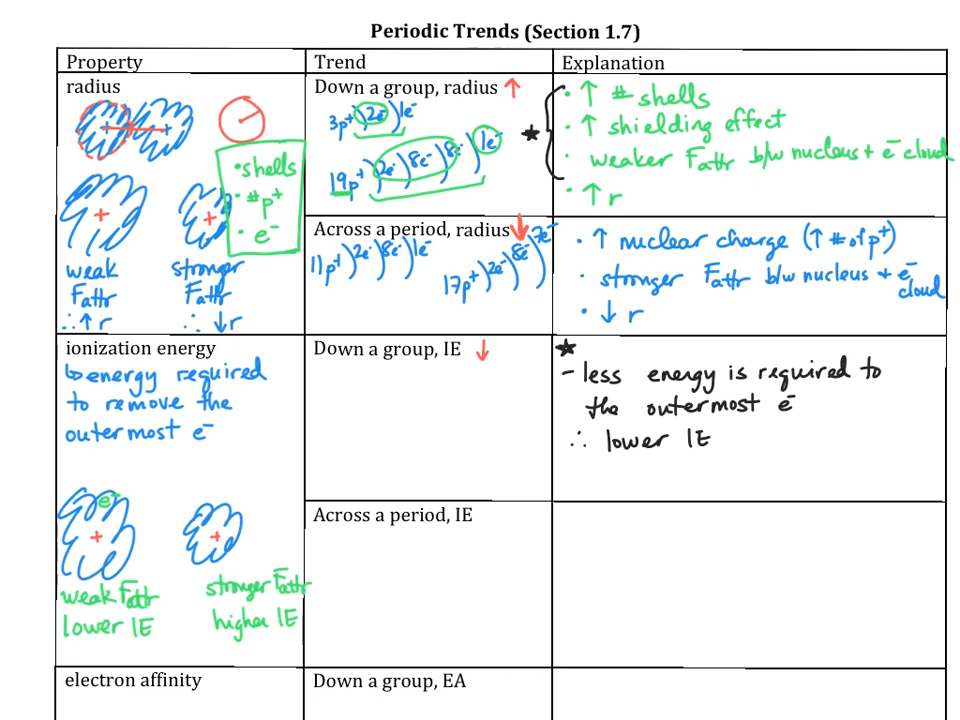 Periodic Trends (Section 1.7)
Property
Trend
Explanation
radius
• shells
• # p⁺
• e⁻
weak
Fattr
∴ ↑ r
stronger
Fattr
∴ ↓ r
Down a group, radius ↑
3p⁺ ) 2e⁻ ) 1e⁻
19p⁺ ) 2e⁻ ) 8e⁻ ) 8e⁻ ) 1e⁻
★
• ↑ # shells
• ↑ shielding effect
• weaker Fattr b/w nucleus + e⁻ cloud
• ↑ r
Across a period, radius ↓
11p⁺ ) 2e⁻ ) 8e⁻ ) 1e⁻
17p⁺ ) 2e⁻ ) 8e⁻ ) 7e⁻
• ↑ nuclear charge (↑ # of p⁺)
• stronger Fattr b/w nucleus + e⁻
cloud
• ↓ r
ionization energy
↳ energy required
to remove the
outermost e⁻
e⁻
weak Fattr
lower IE
stronger Fattr
higher IE
Down a group, IE ↓
★
- less energy is required to
the outermost e⁻
∴ lower IE
Across a period, IE
electron affinity
Down a group, EA